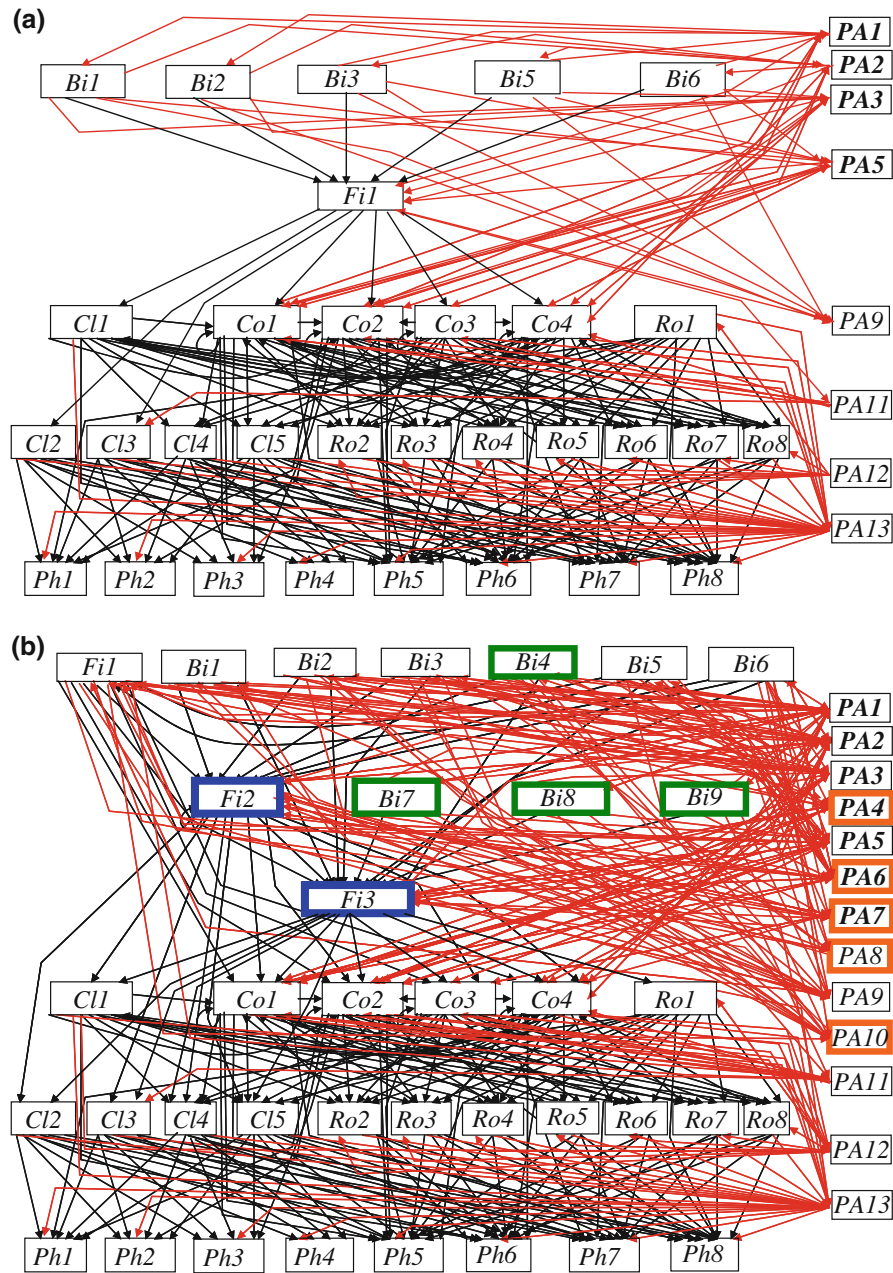 (a)
PA1
PA2
Bi1 Bi2 Bi3 Bi5 Bi6
PA3
PA5
Fi1
PA9
Cl1 Co1 Co2 Co3 Co4 Ro1
PA11
Cl2 Cl3 Cl4 Cl5 Ro2 Ro3 Ro4 Ro5 Ro6 Ro7 Ro8
PA12
PA13
Ph1 Ph2 Ph3 Ph4 Ph5 Ph6 Ph7 Ph8
(b)
Fi1 Bi1 Bi2 Bi3 Bi4 Bi5 Bi6
PA1
PA2
PA3
Fi2 Bi7 Bi8 Bi9
PA4
PA5
PA6
Fi3
PA7
PA8
PA9
Cl1 Co1 Co2 Co3 Co4 Ro1
PA10
PA11
Cl2 Cl3 Cl4 Cl5 Ro2 Ro3 Ro4 Ro5 Ro6 Ro7 Ro8
PA12
PA13
Ph1 Ph2 Ph3 Ph4 Ph5 Ph6 Ph7 Ph8